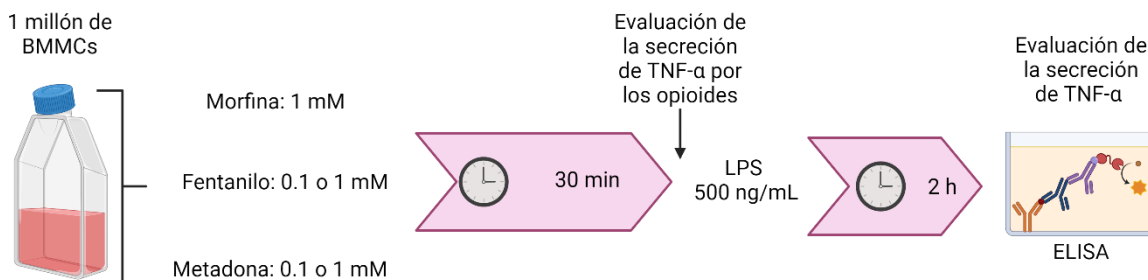 1 millón de
BMMCs
Morfina: 1 mM
Fentanilo: 0.1 o 1 mM
Metadona: 0.1 o 1 mM
30 min
Evaluación de
la secreción
de TNF-α por
los opioides
LPS
500 ng/mL
2 h
Evaluación de
la secreción
de TNF-α
ELISA